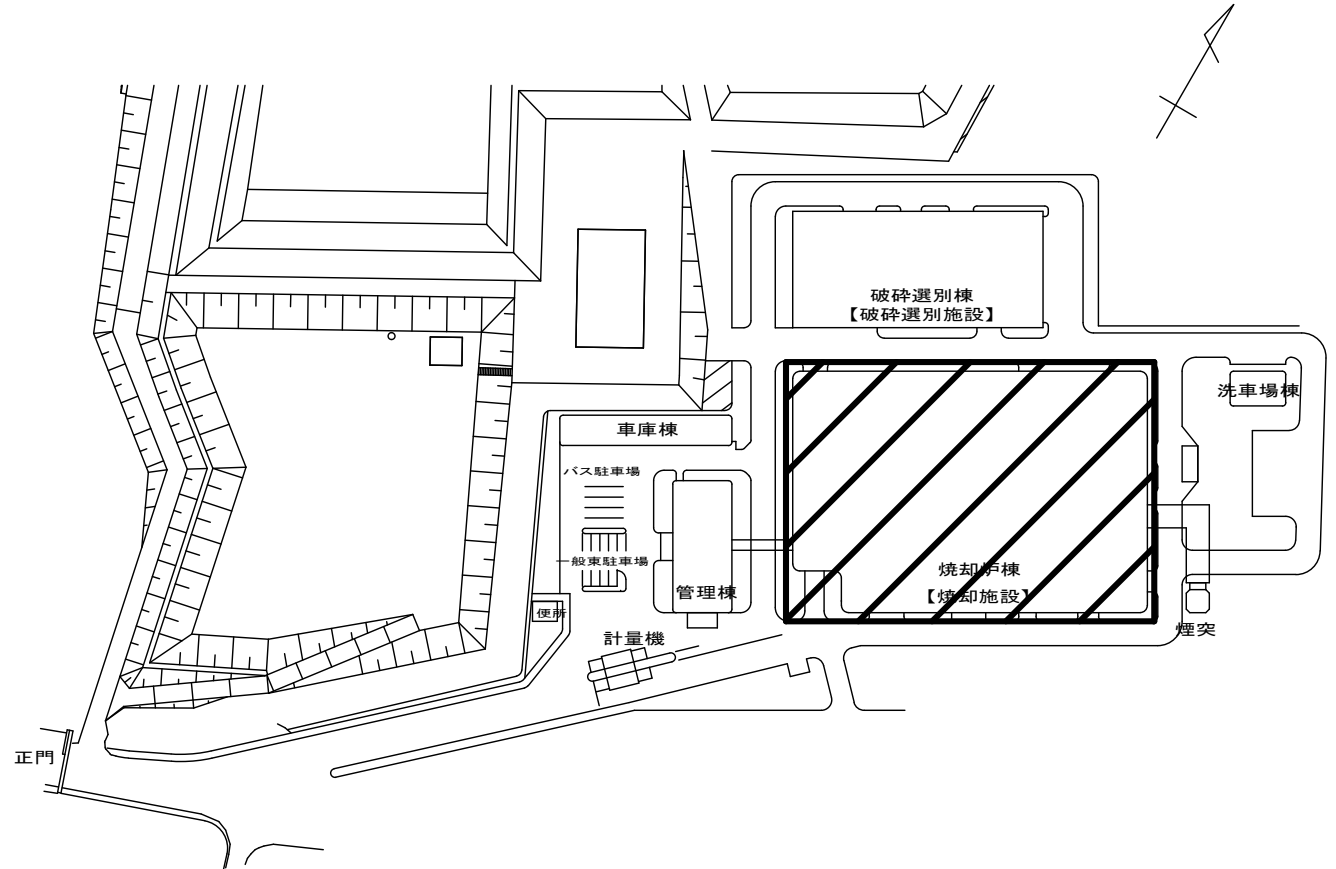 破砕選別棟
【破砕選別施設】
洗車場棟
車庫棟
バス駐車場
一般車駐車場
焼却炉棟
【焼却施設】
管理棟
便所
計量機
煙突
正門